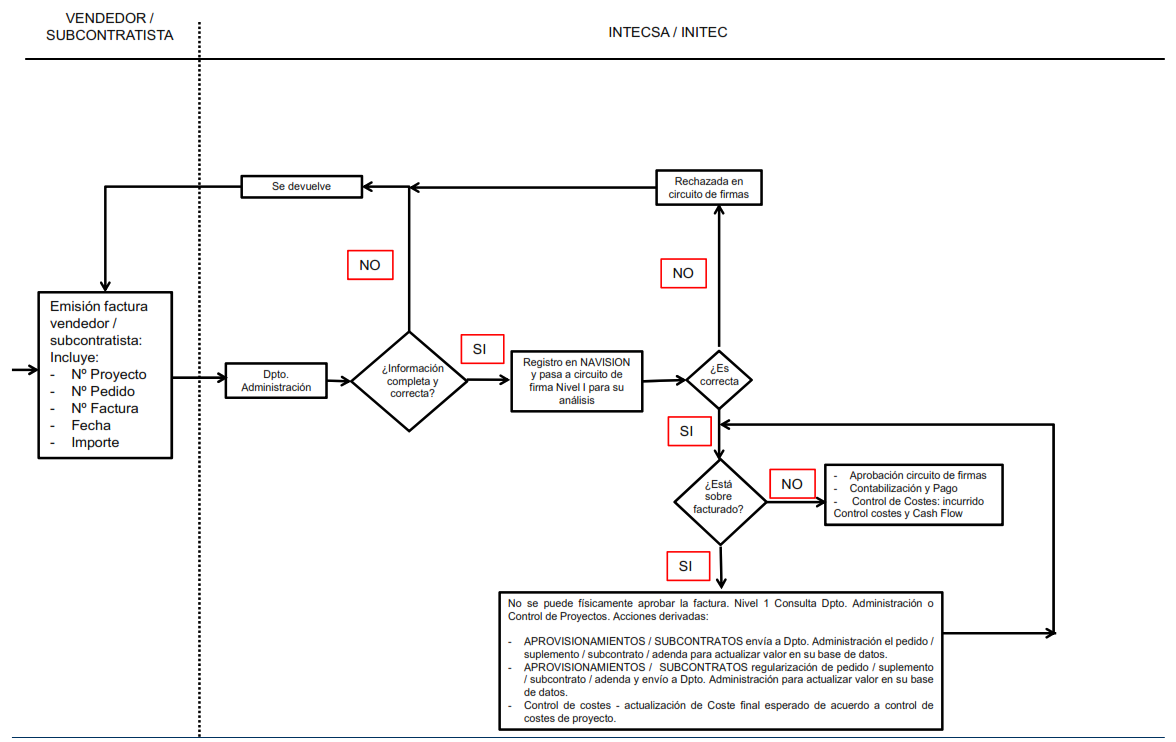 VENDEDOR /
SUBCONTRATISTA
INTECSA / INITEC
Se devuelve
Rechazada en
circuito de firmas
NO
NO
Emisión factura
vendedor /
subcontratista:
Incluye:
- Nº Proyecto
- Nº Pedido
- Nº Factura
- Fecha
- Importe
Dpto.
Administración
¿Información
completa y
correcta?
SI
Registro en NAVISION
y pasa a circuito de
firma Nivel I para su
análisis
¿Es
correcta
SI
¿Está
sobre
facturado?
NO
- Aprobación circuito de firmas
- Contabilización y Pago
- Control de Costes: incurrido
Control costes y Cash Flow
SI
No se puede físicamente aprobar la factura. Nivel 1 Consulta Dpto. Administración o
Control de Proyectos. Acciones derivadas:
- APROVISIONAMIENTOS / SUBCONTRATOS envía a Dpto. Administración el pedido /
suplemento / subcontrato / adenda para actualizar valor en su base de datos.
- APROVISIONAMIENTOS / SUBCONTRATOS regularización de pedido / suplemento
/ subcontrato / adenda y envío a Dpto. Administración para actualizar valor en su base
de datos.
- Control de costes - actualización de Coste final esperado de acuerdo a control de
costes de proyecto.